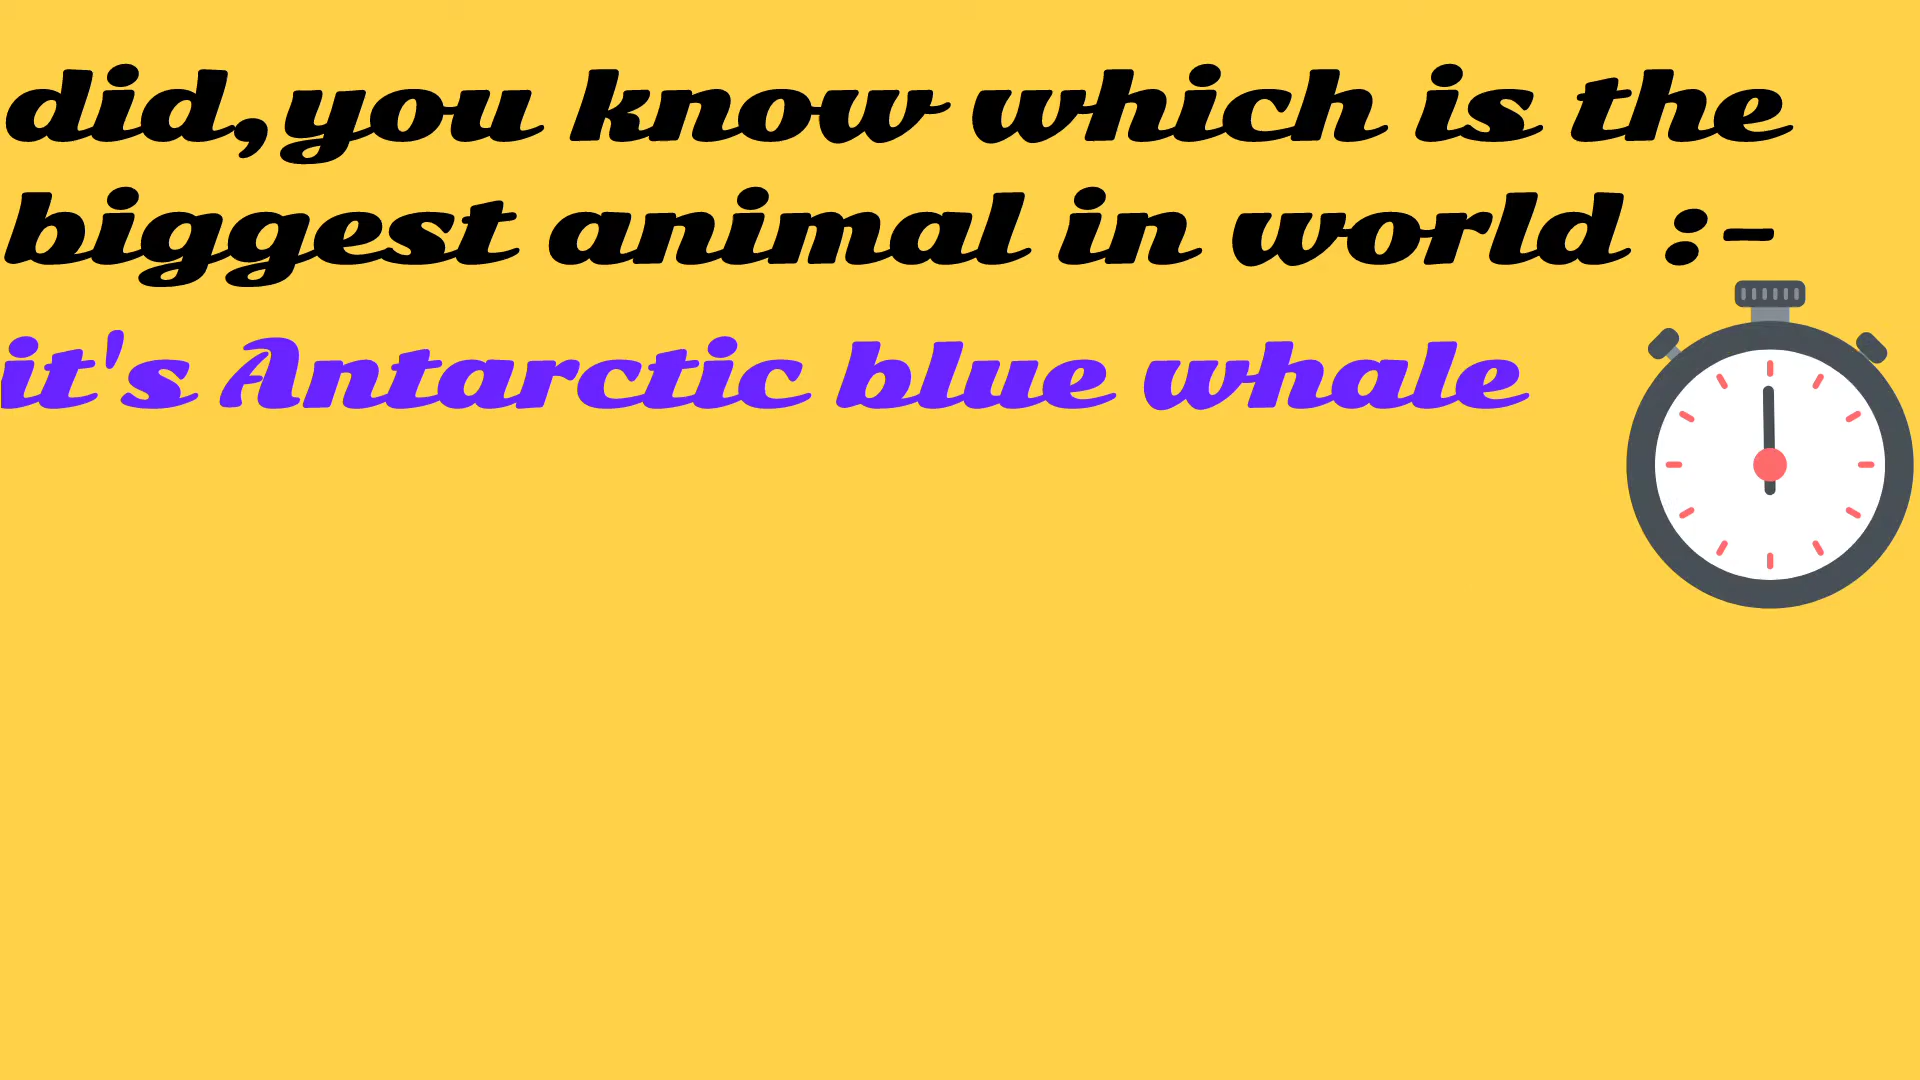 did,you know which is the
biggest animal in world :-
it's Antarctic blue whale